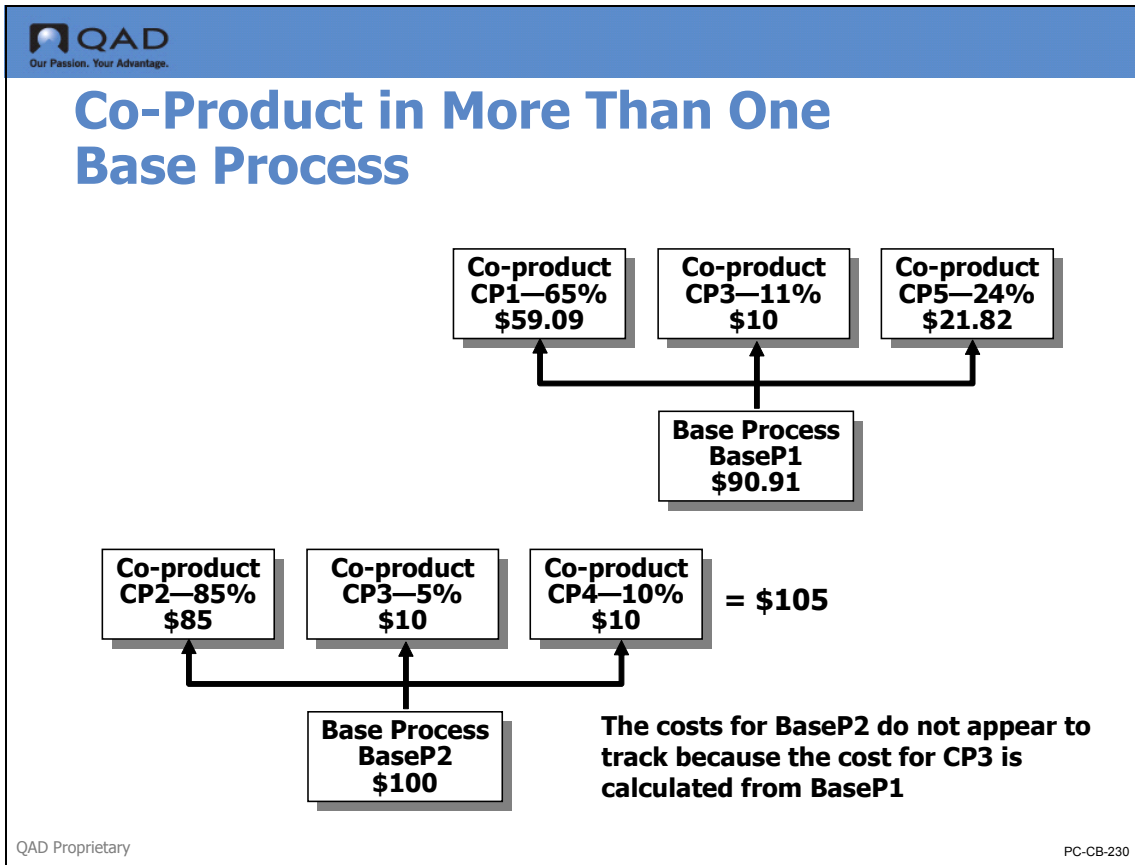 QAD
Our Passion. Your Advantage.
Co-Product in More Than One
Base Process
Co-product
CP1—65%
$59.09
Co-product
CP3—11%
$10
Co-product
CP5—24%
$21.82
Base Process
BaseP1
$90.91
Co-product
CP2—85%
$85
Co-product
CP3—5%
$10
Co-product
CP4—10%
$10
= $105
Base Process
BaseP2
$100
The costs for BaseP2 do not appear to
track because the cost for CP3 is
calculated from BaseP1
QAD Proprietary
PC-CB-230